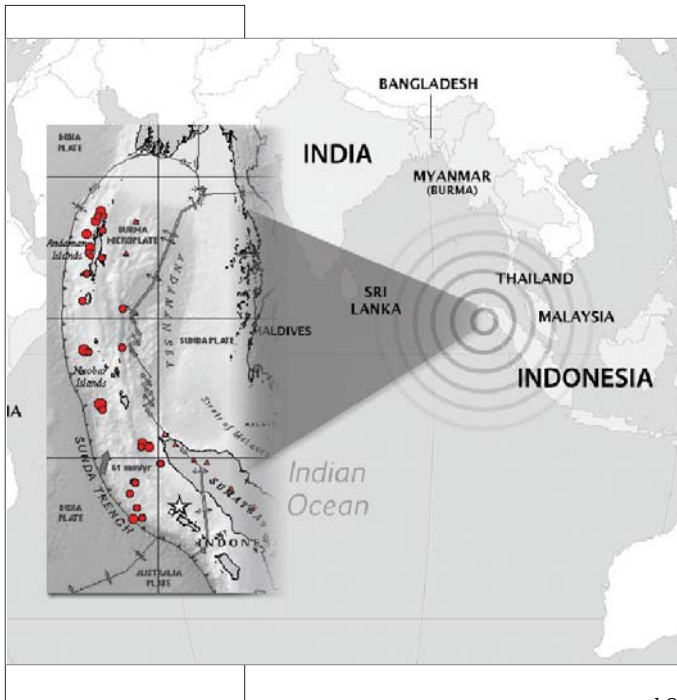 BANGLADESH
INDIA
MYANMAR
(BURMA)
THAILAND
MALAYSIA
SRI
LANKA
MALDIVES
INDONESIA
Indian
Ocean
IA
INDIA
PLATE
BURMA
MICROPLATE
Andaman
Islands
ANDAMAN SEA
SUNDA PLATE
Nicobar
Islands
Strait of Malacca
SUNDA TRENCH
61 mm/yr
SUMATRA
INDIA
PLATE
INDONE
AUSTRALIA
PLATE